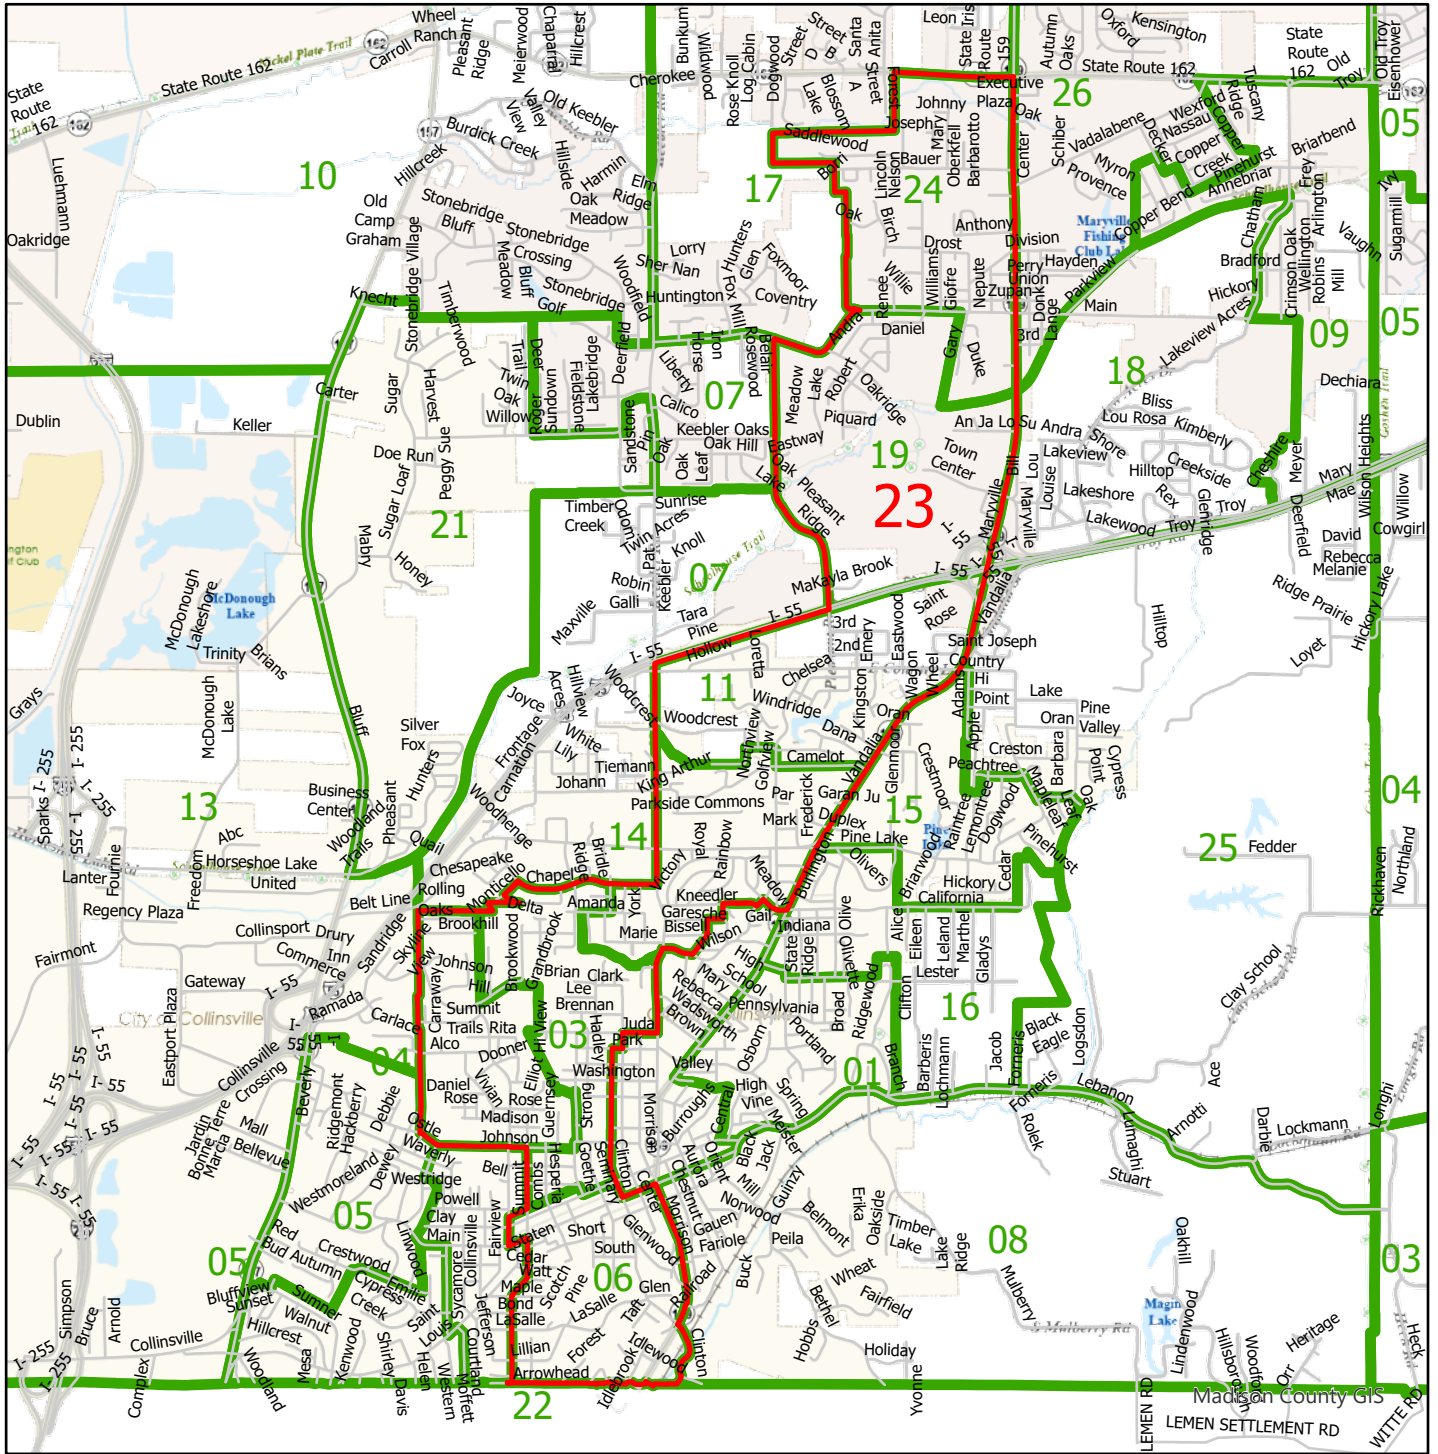 Wheel
Ranch
Pleasant
Ridge
Meierwood
Chaparral
Hillcrest
Bunkum
Wildwood
Rose Knoll
Log Cabin
Dogwood
Street
D
Street
B
Santa
Anita
Street
A
Leon
State
Route
Iris
159
Autumn
Oaks
Oxford
Kensington
State
Route
162
Old
Troy
Old Troy
Eisenhower
Nickel Plate Trail
162
Carroll
State Route 162
State
Route
162
Cherokee
Lake
Blossom
Forest
Executive
Plaza
State Route 162
26
05
Tuscany
Ridge
Wexford
Copper
Nassau
Decker
Copper
Creek
Pinehurst
Annebriar
Briarbend
Vadalabene
Schiber
Myron
Provence
Oak
Center
Johnny
Joseph
Mary
Oberkfell
Barbarotto
Bauer
Lincoln
Nelson
24
Saddlewood
Borri
17
Valley
View
Old Keebler
Burdick Creek
157
Hillcreek
Hillside
Oak
Harmin
Meadow
Elm
Ridge
10
Luehmann
Oakridge
Old
Camp
Graham
Stonebridge
Bluff
Stonebridge
Crossing
Stonebridge
Meadow
Bluff
Golf
Woodfield
Sher Nan
Lorry
Hunters
Glen
Foxmoor
Coventry
Huntington
Fox Mill
Oak
Birch
Anthony
Drost
Division
Willie
Renee
Williams
Giofre
Nepute
Perry
Union
Zupan
Donk
Lange
Hayden
Parkview
Main
Maryville
Fishing
Club Lake
Copper Bend
Chatham
Bradford
Hickory
Lakeview Acres
Crimson Oak
Wellington
Robins
Mill
Arlington
Frey
Vaughn
Ivy
Sugarmill
05
09
18
Knecht
Stonebridge Village
Timberwood
Deerfield
Horse
Iron
Rosewood
Belair
Andra
Daniel
Gary
Duke
3rd
Carter
Sugar
Harvest
Trail
Twin
Oak
Willow
Deer
Roger
Sundown
Fieldstone
Lakebridge
Liberty
07
Calico
Keebler Oaks
Oak Hill
Meadow
Lake
Robert
Oakridge
Piquard
Eastway
19
23
An Ja Lo
Su
Andra
Bliss
Lou Rosa
Kimberly
Shore
Dechiara
Dublin
Keller
Doe Run
Peggy Sue
Sugar Loaf
Mabry
Honey
21
Sandstone
Pin
Oak
Oak
Leaf
Oak
Lake
Pleasant
Ridge
Town
Center
Bill
Lou
Louise
Lakeview
Hilltop
Rex
Creekside
Glenridge
Cheshire
Meyer
Deerfield
Mary
Mae
Wilson Heights
Willow
Cowgirl
Lakeshore
Lakewood
Troy
Troy
David
Rebecca
Melanie
Ridge Prairie
Hickory Lake
Loyet
Timber
Creek
Odom
Sunrise
Twin Acres
Pat
Knoll
Keebler
07
Robin
Galli
Maxville
Tara
Pine
Hollow
I- 55
I- 55
MaKayla Brook
I- 55
I- 55
I- 55
Maryville
Maryville
Vandalia
McDonough
Lake
McDonough
Lakeshore
Trinity
Brians
McDonough
Lake
Grays
Saint
Rose
Saint Joseph
Country
Hi
Point
3rd
2nd
Emery
Eastwood
Kingston
Wagon
Wheel
Hilltop
Lake
Oran
Pine
Valley
Loretta
Chelsea
Windridge
Dana
Oran
11
Woodcrest
Woodcrest
Northview
Golfview
Camelot
King Arthur
Hillview
Acres
Joyce
Frontage
Carnation
White
Lily
Johann
Tiemann
Parkside Commons
Silver
Fox
Hunters
Pheasant
Bluff
Business
Center
Woodland
Trails
Quail
Woodhenge
I- 255
Sparks
I- 255
I- 255
I- 255
13
Abc
Horseshoe Lake
United
Freedom
Fournie
Lanter
Regency Plaza
Fairmont
Par
Mark
Frederick
Duplex
Garan Ju
Vandalia
Glenmoor
Crestmoor
Adams
Apple
Peachtree
Creston
Barbara
Point
Cypress
Mapleleaf
Leaf
Oak
Pinehurst
15
Pine
Lake
Raintree
Lemontree
Dogwood
Cedar
Pine Lake
Olivers
Briarwood
Hickory
California
14
Royal
Rainbow
Victory
Burlington
Meadow
Kneedler
Garesche
Bissell
Gail
Wilson
Chesapeake
Rolling
Oaks
Monticello
Chapel
Ridge
Bridle
Delta
Amanda
York
Marie
Belt Line
Brookhill
Brookwood
Grandbrook
Collinsport
Drury
Inn
Commerce
Sandridge
Skyline
View
Gateway
Eastport Plaza
I- 55
Ramada
City of Collinsville
Johnson
Hill
Brian
Lee
Clark
Brennan
Summit
Trails
Rita
Alco
Carraway
Carlace
Dooner
Hi View
Elliot
Hadley
03
Juda
Park
Washington
Rebecca
Mary
Wadsworth
Brown
High
School
Pennsylvania
Indiana
State
Ridge
Olive
Olivette
Ridgewood
Broad
Portland
Osborn
Valley
Alice
Clifton
Eileen
Leland
Marthel
Gladys
Lester
16
25
Fedder
04
Northland
Rickhaven
Clay School
Black
Eagle
Logsdon
Forneris
Forneris
Jacob
Lochmann
Barberis
Branch
01
Lebanon
Rolek
Lumaghi
Stuart
Arnotti
Ace
Darbie
Lockmann
Longhi
I- 55
I- 55
I- 55
I- 55
I- 55
I- 55
I- 55
I- 55
Collinsville
Crossing
Beverly
Jardin
Bonne Terre
Marcia
Mall
Bellevue
Ridgemont
Hackberry
Debbie
Dewey
Westmoreland
04
Daniel
Rose
Vivian
Rose
Madison
Johnson
Guernsey
Strong
Ostle
Waverly
Westridge
Bell
Summit
Combs
Hesperia
Goethe
Seminary
Clinton
Center
Morrison
Burroughs
Central
High
Vine
Spring
Meister
Jack
Black
Orient
Aurora
Chestnut
Mill
Norwood
Gauen
Fariole
Morrison
Guinzy
Belmont
Peila
Buck
Erika
Oakside
Timber
Lake
Lake
Ridge
08
03
Powell
Clay
Main
Fairview
Staten
Cedar
Watt
Maple
Bond
LaSalle
Scotch
Pine
LaSalle
Short
South
Glenwood
Glen
Taft
Railroad
06
05
05
Red
Bud
Autumn
Crestwood
Cypress
Creek
Linwood
Emilie
Saint
Louis
Sycamore
Collinsville
Jefferson
Bluffview
Sunset
Sumner
Walnut
Hillcrest
Woodland
Mesa
Kenwood
Shirley
Davis
Helen
Western
Courtland
Moffett
Lillian
Forest
Arrowhead
Idlebrook
Idlewood
Clinton
22
Simpson
Bruce
Arnold
Collinsville
Complex
I- 255
I- 255
Wheat
Fairfield
Bethel
Hobbs
Holiday
Yvonne
Mulberry
S Mulberry Rd
Oakhill
Lindenwood
Hillsboro
Woodford
Orr
Heritage
Heck
LEMEN RD
LEMEN SETTLEMENT RD
WITTE RD
Madison County GIS